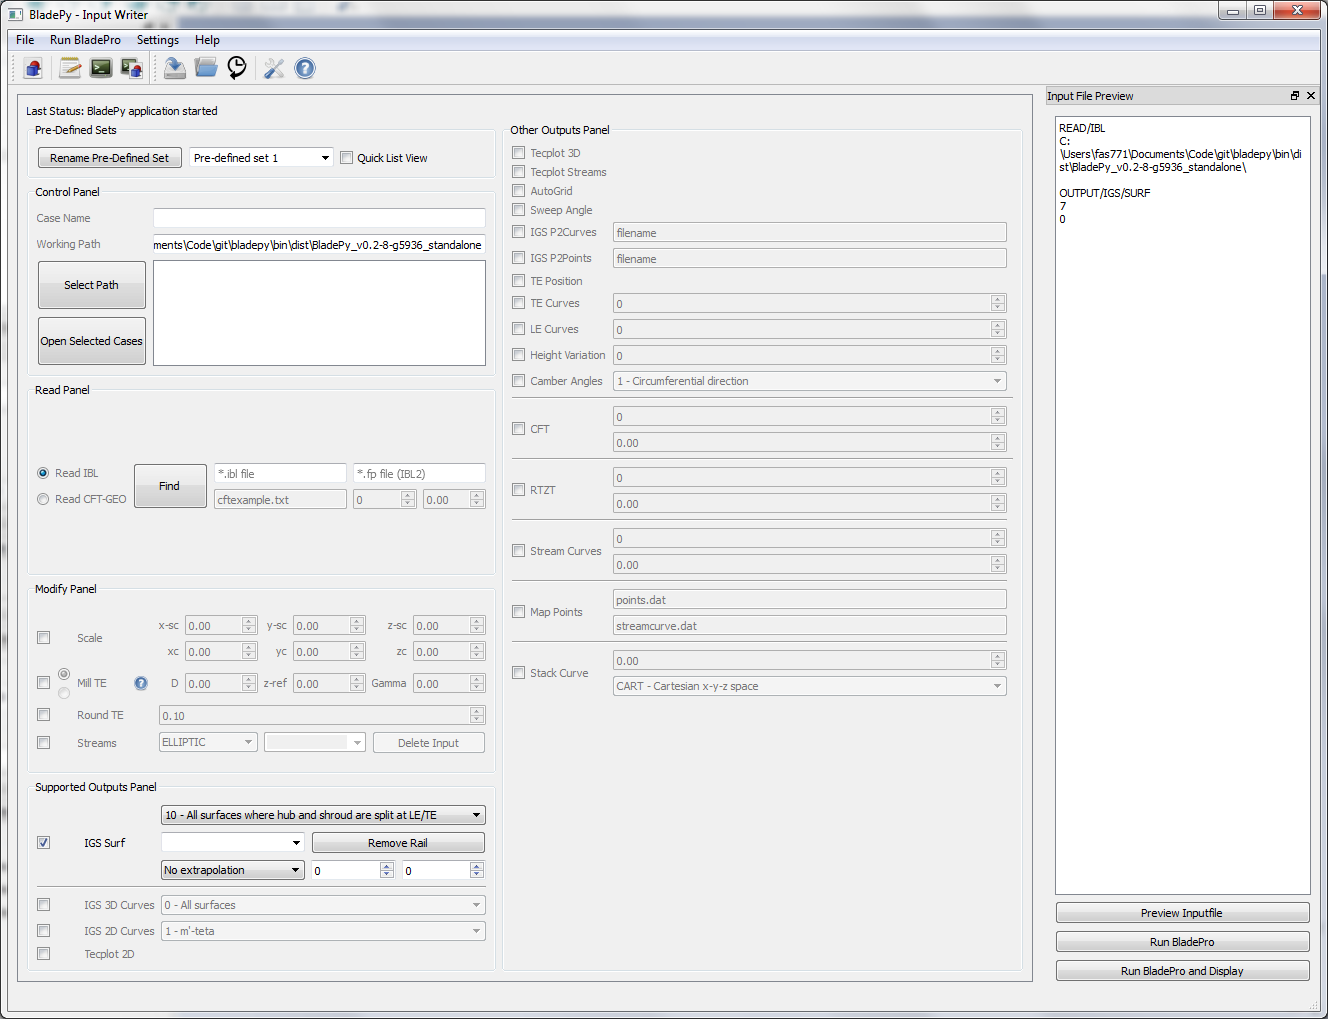 BladePy - Input Writer
File Run BladePro Settings Help
Last Status: BladePy application started
Pre-Defined Sets
Rename Pre-Defined Set Pre-defined set 1 Quick List View
Control Panel
Case Name
Working Path ments\Code\git\bladepy\bin\dist\BladePy_v0.2-8-g5936_standalone
Select Path
Open Selected Cases
Read Panel
Read IBL *.ibl file *.fp file (IBL2)
Find
Read CFT-GEO cftexample.txt 0 0.00
Modify Panel
x-sc 0.00 y-sc 0.00 z-sc 0.00
Scale
xc 0.00 yc 0.00 zc 0.00
Mill TE ? D 0.00 z-ref 0.00 Gamma 0.00
Round TE 0.10
Streams ELLIPTIC Delete Input
Supported Outputs Panel
10 - All surfaces where hub and shroud are split at LE/TE
IGS Surf Remove Rail
No extrapolation 0 0
IGS 3D Curves 0 - All surfaces
IGS 2D Curves 1 - m'-teta
Tecplot 2D
Other Outputs Panel
Tecplot 3D
Tecplot Streams
AutoGrid
Sweep Angle
IGS P2Curves filename
IGS P2Points filename
TE Position
TE Curves 0
LE Curves 0
Height Variation 0
Camber Angles 1 - Circumferential direction
0
CFT
0.00
0
RTZT
0.00
0
Stream Curves
0.00
points.dat
Map Points
streamcurve.dat
0.00
Stack Curve
CART - Cartesian x-y-z space
Input File Preview
READ/IBL
C:
\Users\fas771\Documents\Code\git\bladepy\bin\di
st\BladePy_v0.2-8-g5936_standalone\
OUTPUT/IGS/SURF
7
0
Preview Inputfile
Run BladePro
Run BladePro and Display